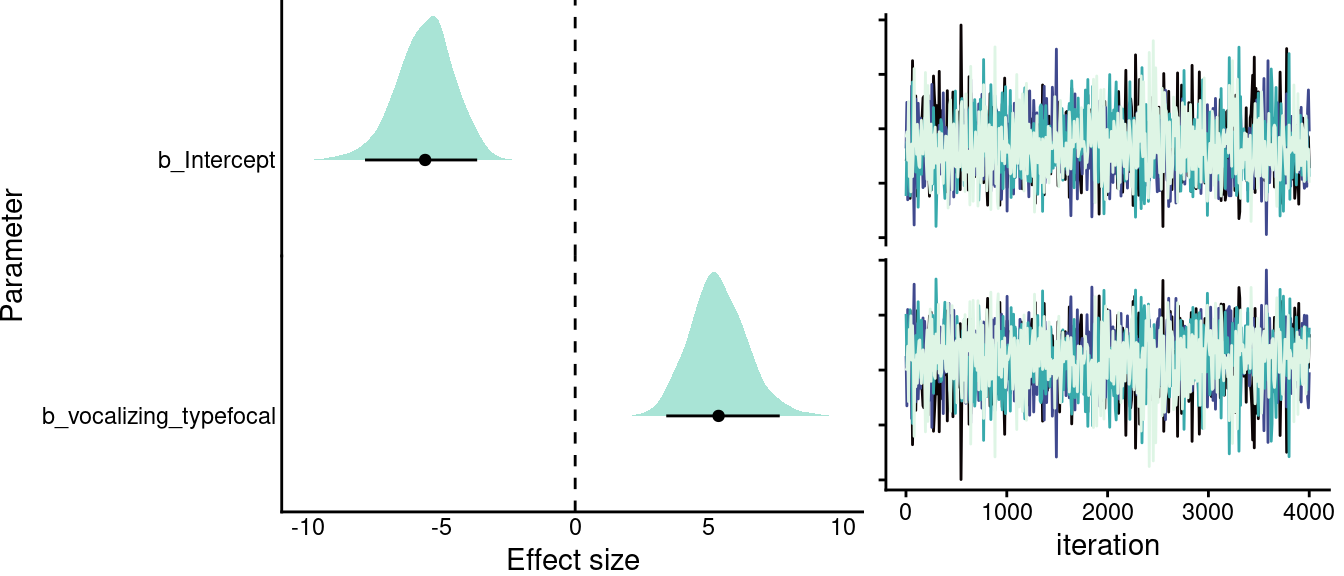 Parameter
b_Intercept
b_vocalizing_typefocal
-10 -5 0 5 10
Effect size
0 1000 2000 3000 4000
iteration